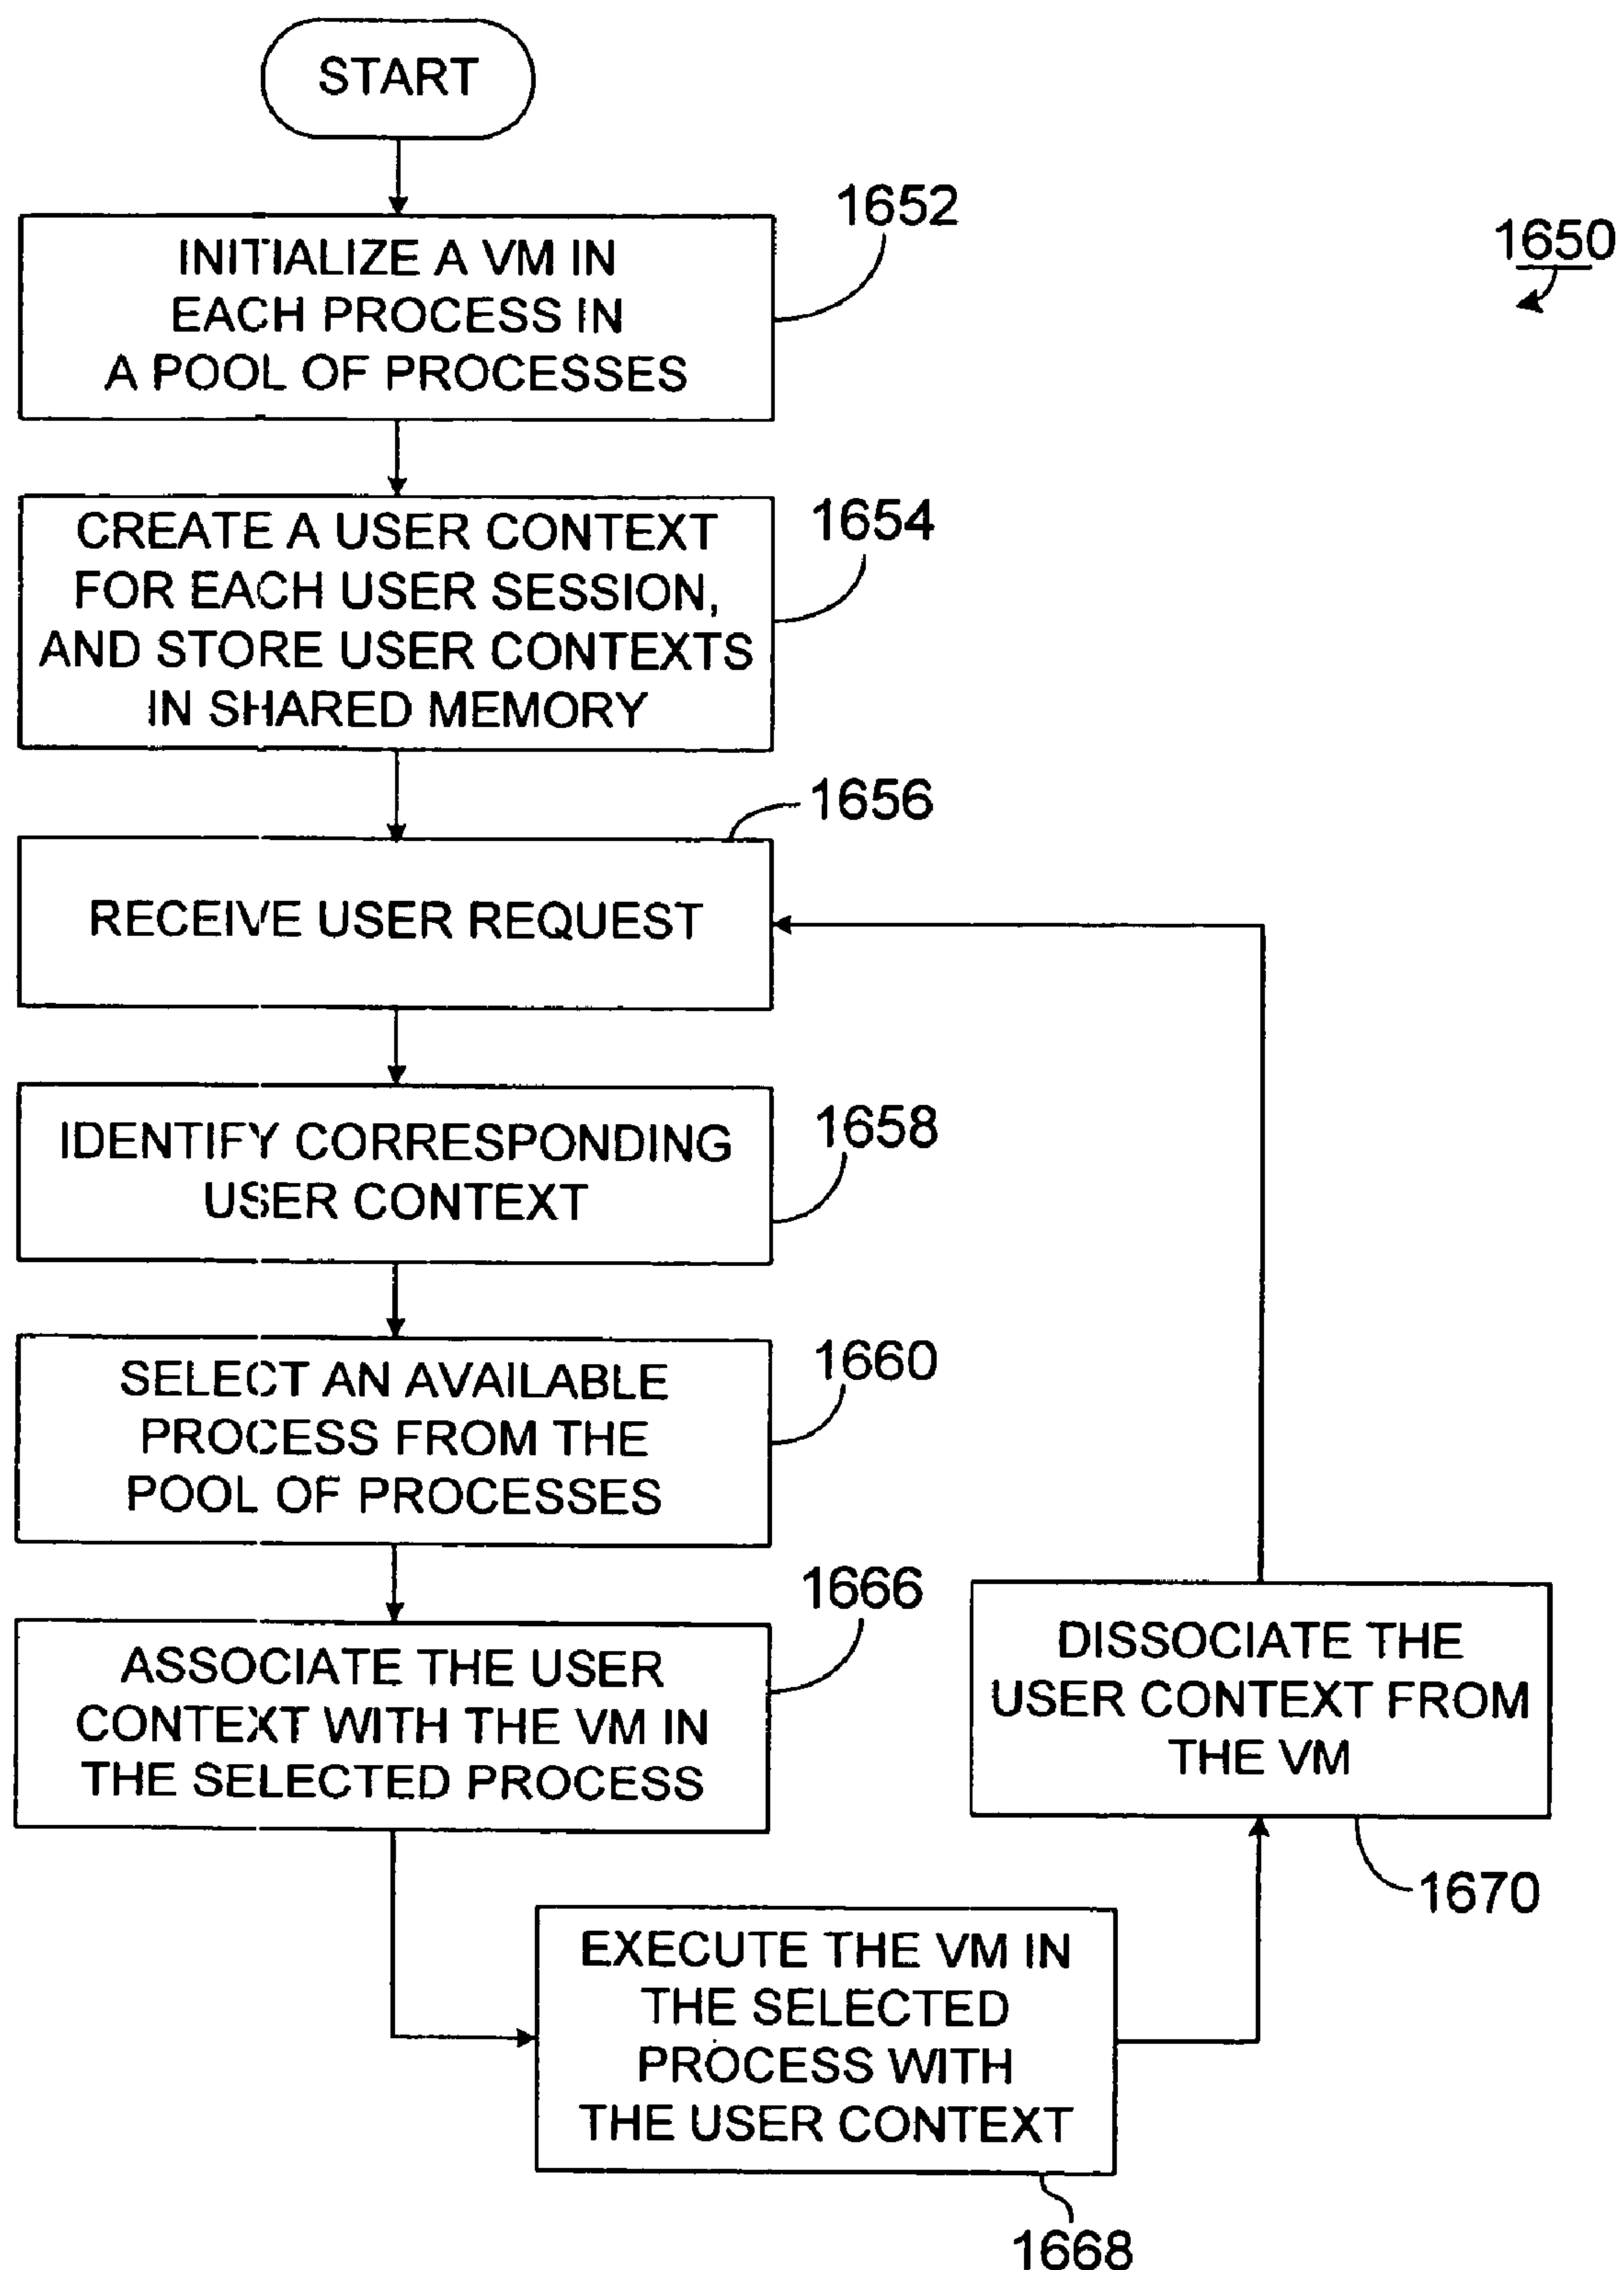 START
1652
1650
INITIALIZE A VM IN
EACH PROCESS IN
A POOL OF PROCESSES
1654
CREATE A USER CONTEXT
FOR EACH USER SESSION,
AND STORE USER CONTEXTS
IN SHARED MEMORY
1656
RECEIVE USER REQUEST
1658
IDENTIFY CORRESPONDING
USER CONTEXT
1660
SELECT AN AVAILABLE
PROCESS FROM THE
POOL OF PROCESSES
1666
ASSOCIATE THE USER
CONTEXT WITH THE VM IN
THE SELECTED PROCESS
EXECUTE THE VM IN
THE SELECTED
PROCESS WITH
THE USER CONTEXT
1668
DISSOCIATE THE
USER CONTEXT FROM
THE VM
1670